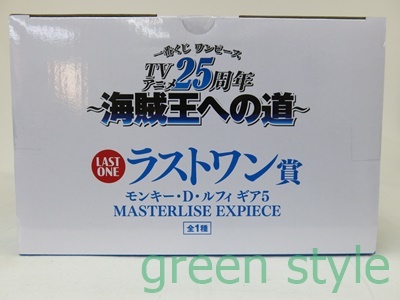 一番くじ ワンピース
TVアニメ25周年
～海賊王への道～
LAST ONE ラストワン賞
モンキー・D・ルフィ ギア5
MASTERLISE EXPIECE
全1種
green style